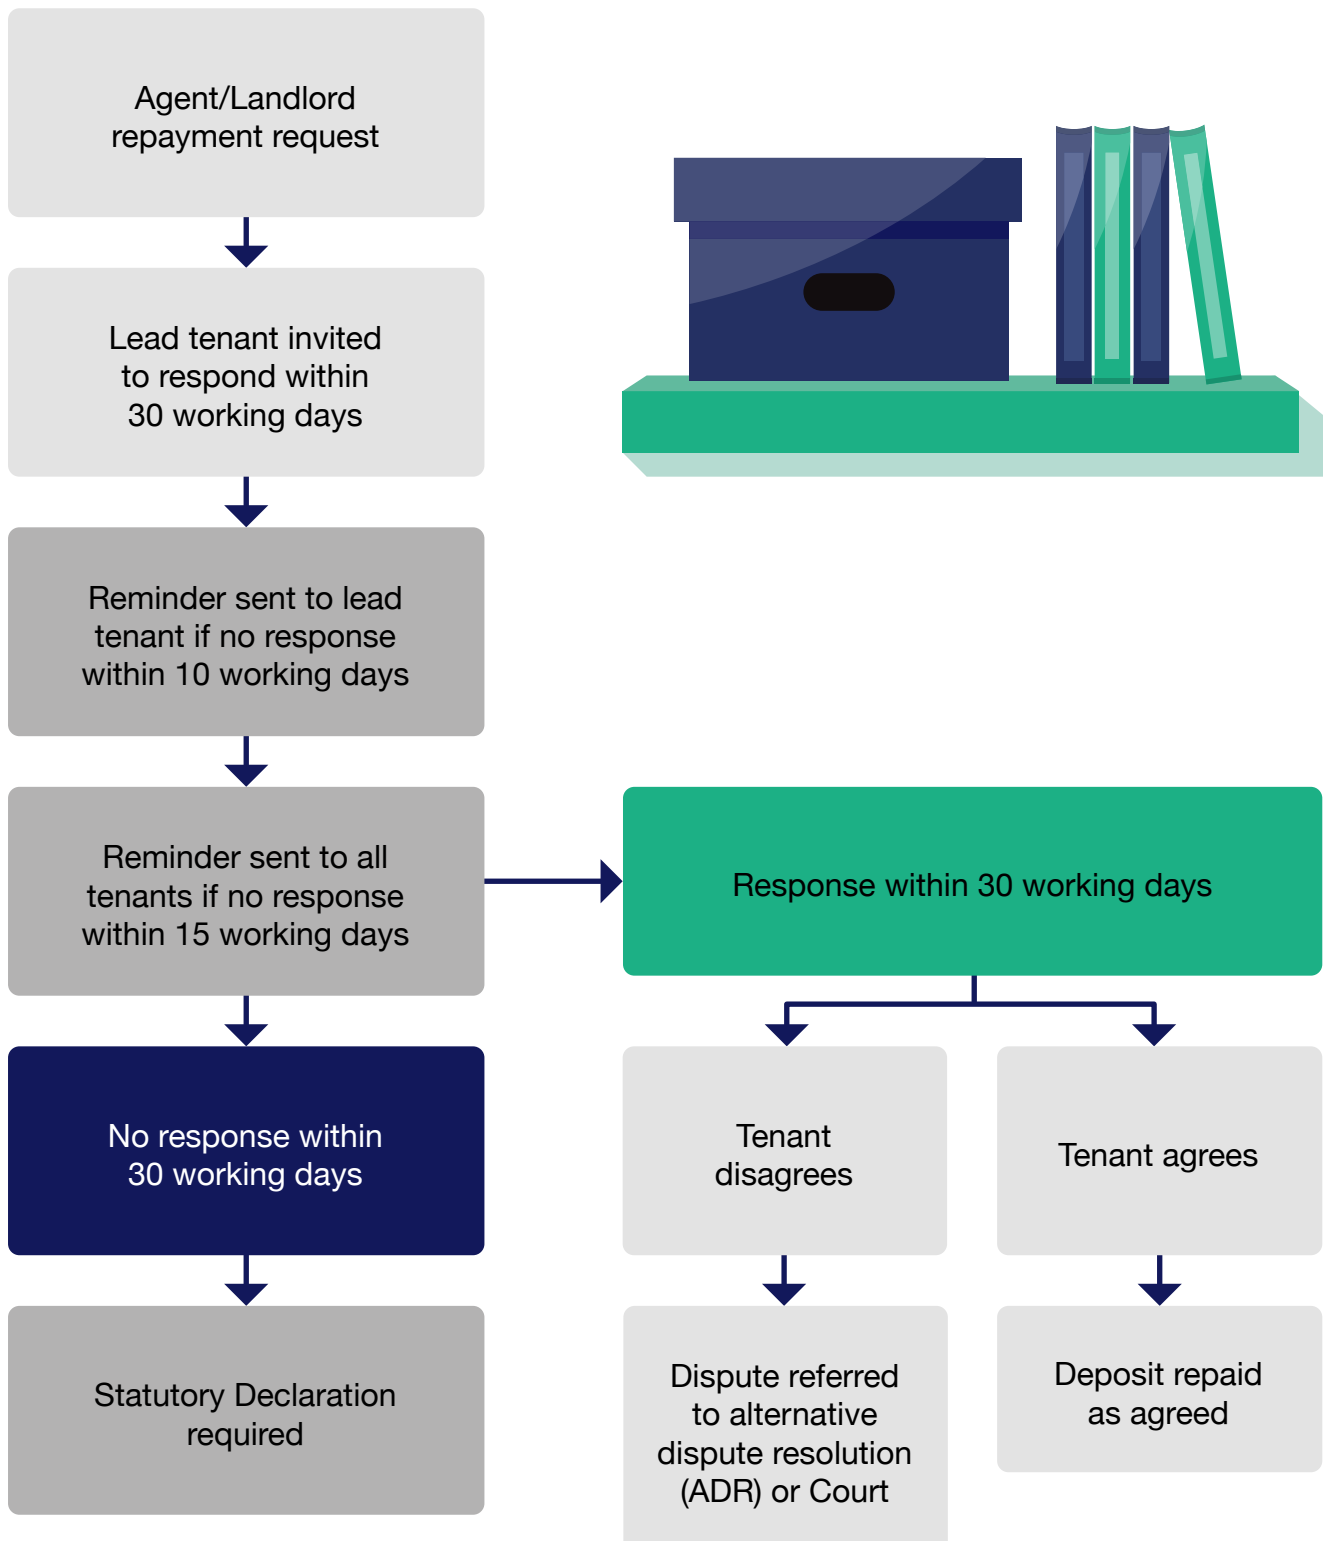 Agent/Landlord
repayment request
Lead tenant invited
to respond within
30 working days
Reminder sent to lead
tenant if no response
within 10 working days
Reminder sent to all
tenants if no response
within 15 working days
Response within 30 working days
No response within
30 working days
Tenant
disagrees
Tenant agrees
Statutory Declaration
required
Dispute referred
to alternative
dispute resolution
(ADR) or Court
Deposit repaid
as agreed